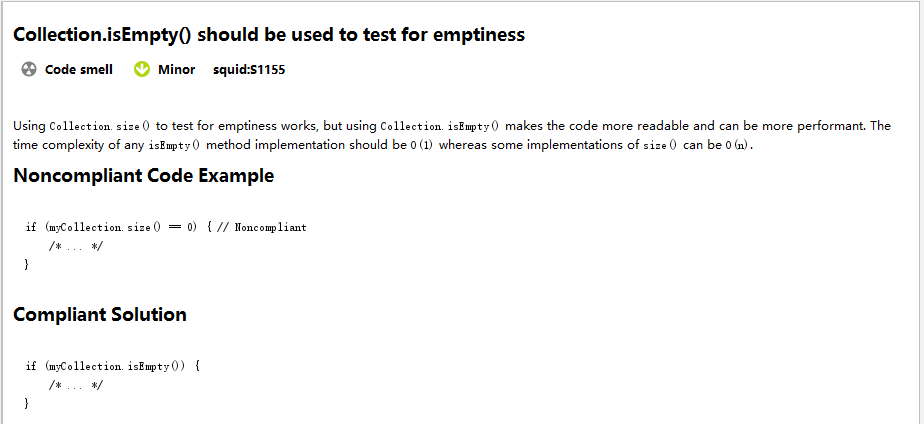 Collection.isEmpty() should be used to test for emptiness
Code smell Minor squid:S1155
Using Collection.size() to test for emptiness works, but using Collection.isEmpty() makes the code more readable and can be more performant. The
time complexity of any isEmpty() method implementation should be O(1) whereas some implementations of size() can be O(n).
Noncompliant Code Example
if (myCollection.size() == 0) { // Noncompliant
/* ... */
}
Compliant Solution
if (myCollection.isEmpty()) {
/* ... */
}